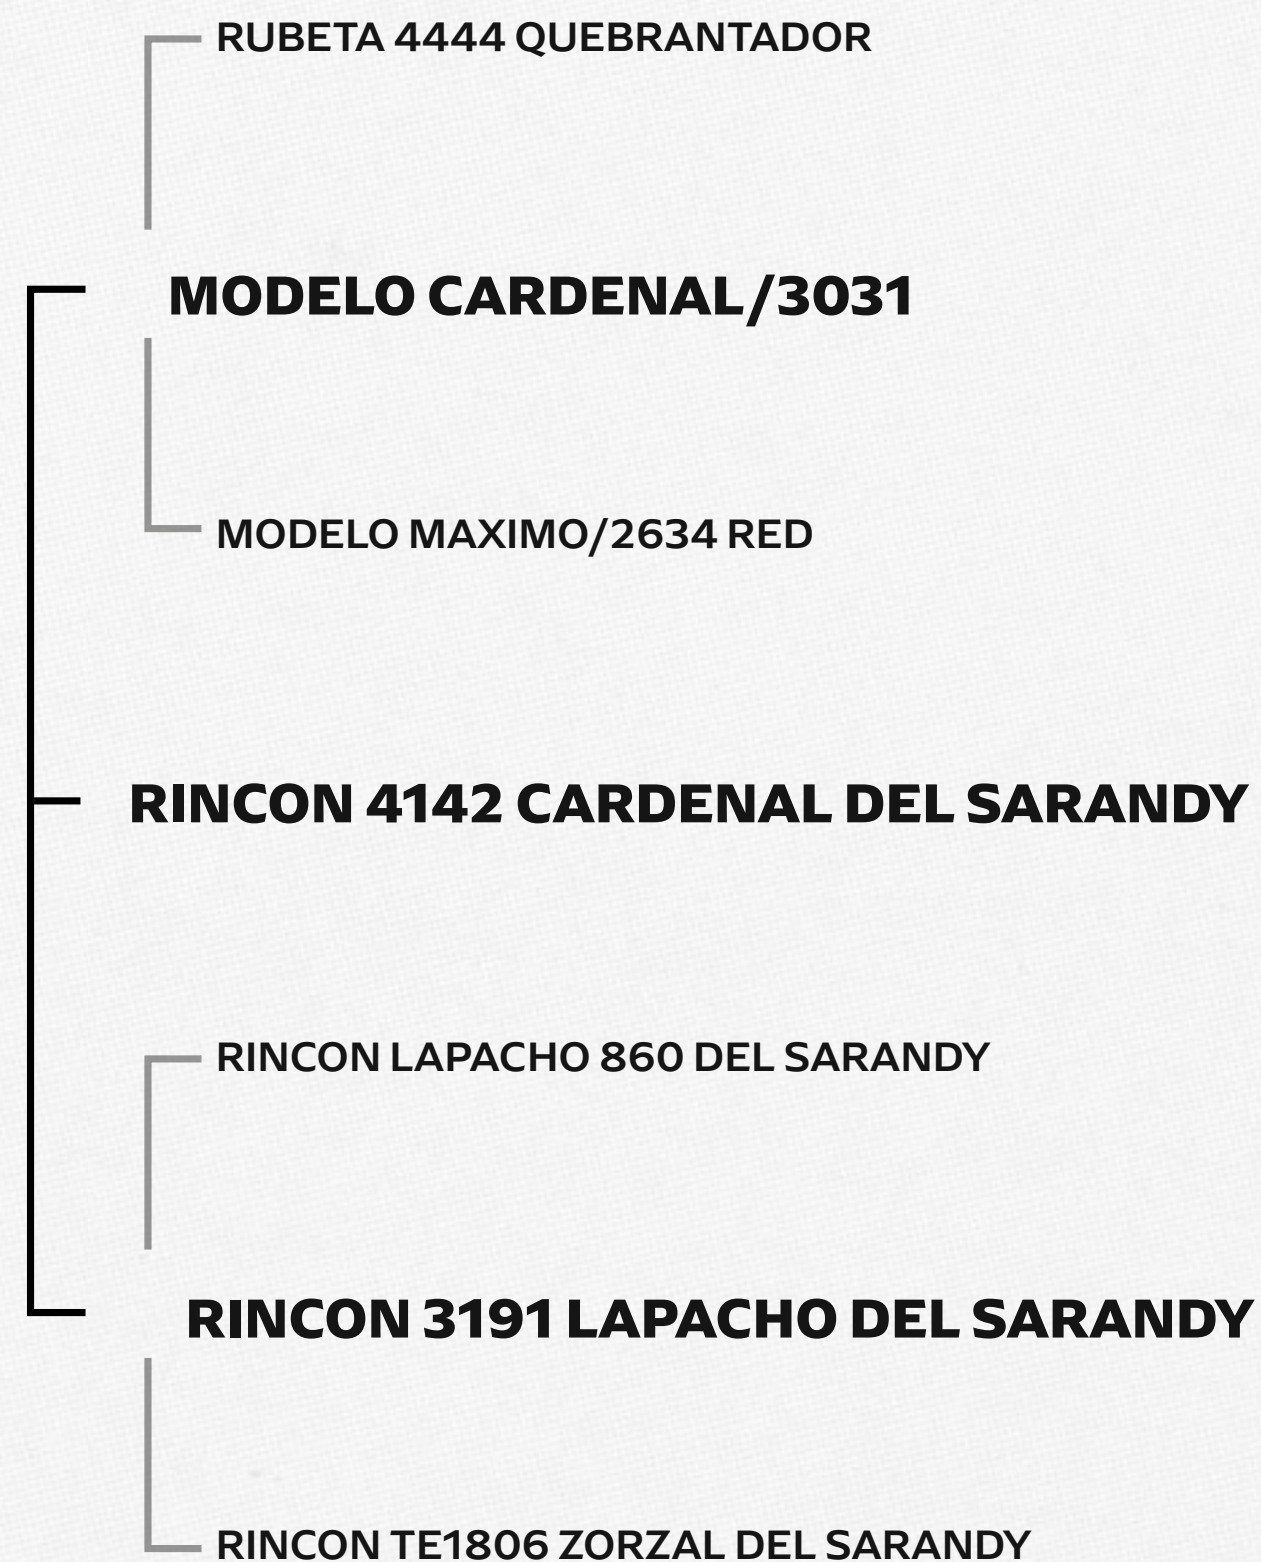 RUBETA 4444 QUEBRANTADOR
MODELO CARDENAL/3031
MODELO MAXIMO/2634 RED
RINCON 4142 CARDENAL DEL SARANDY
RINCON LAPACHO 860 DEL SARANDY
RINCON 3191 LAPACHO DEL SARANDY
RINCON TE1806 ZORZAL DEL SARANDY